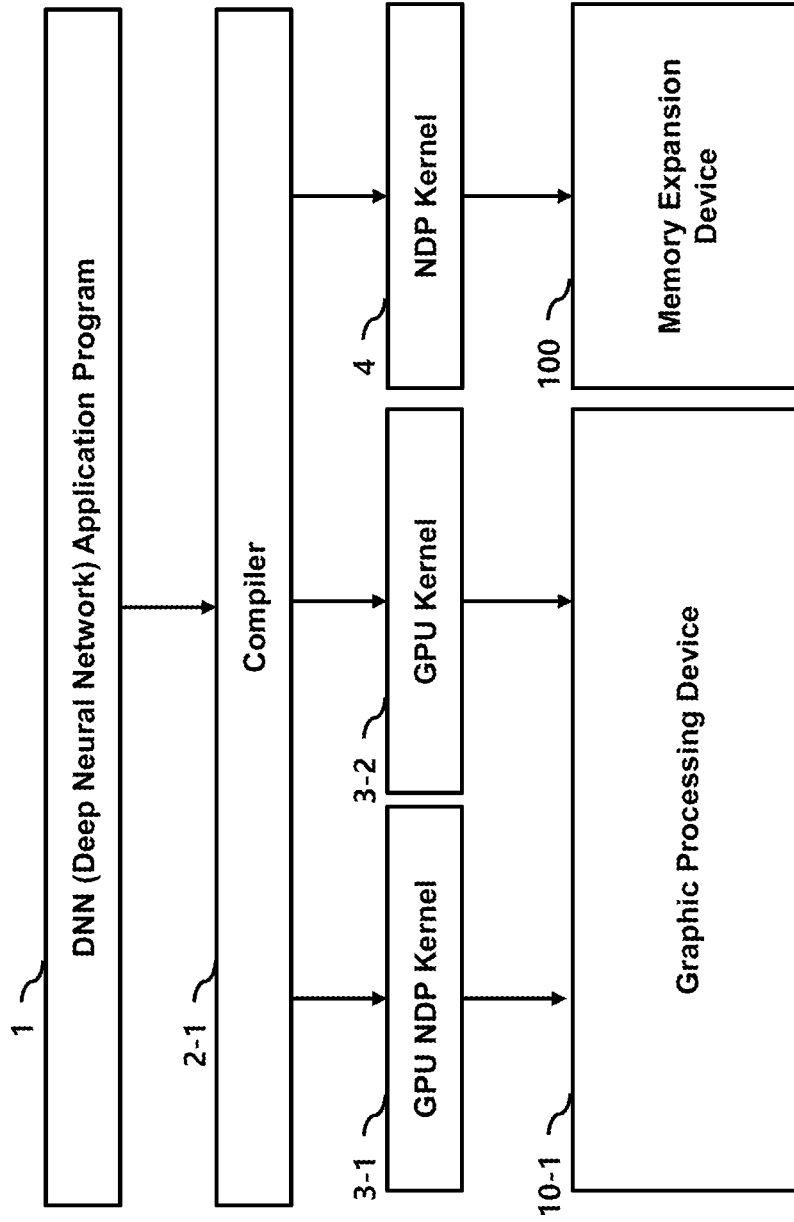 1
DNN (Deep Neural Network) Application Program
2-1
Compiler
3-1
GPU NDP Kernel
3-2
GPU Kernel
4
NDP Kernel
10-1
Graphic Processing Device
100
Memory Expansion
Device